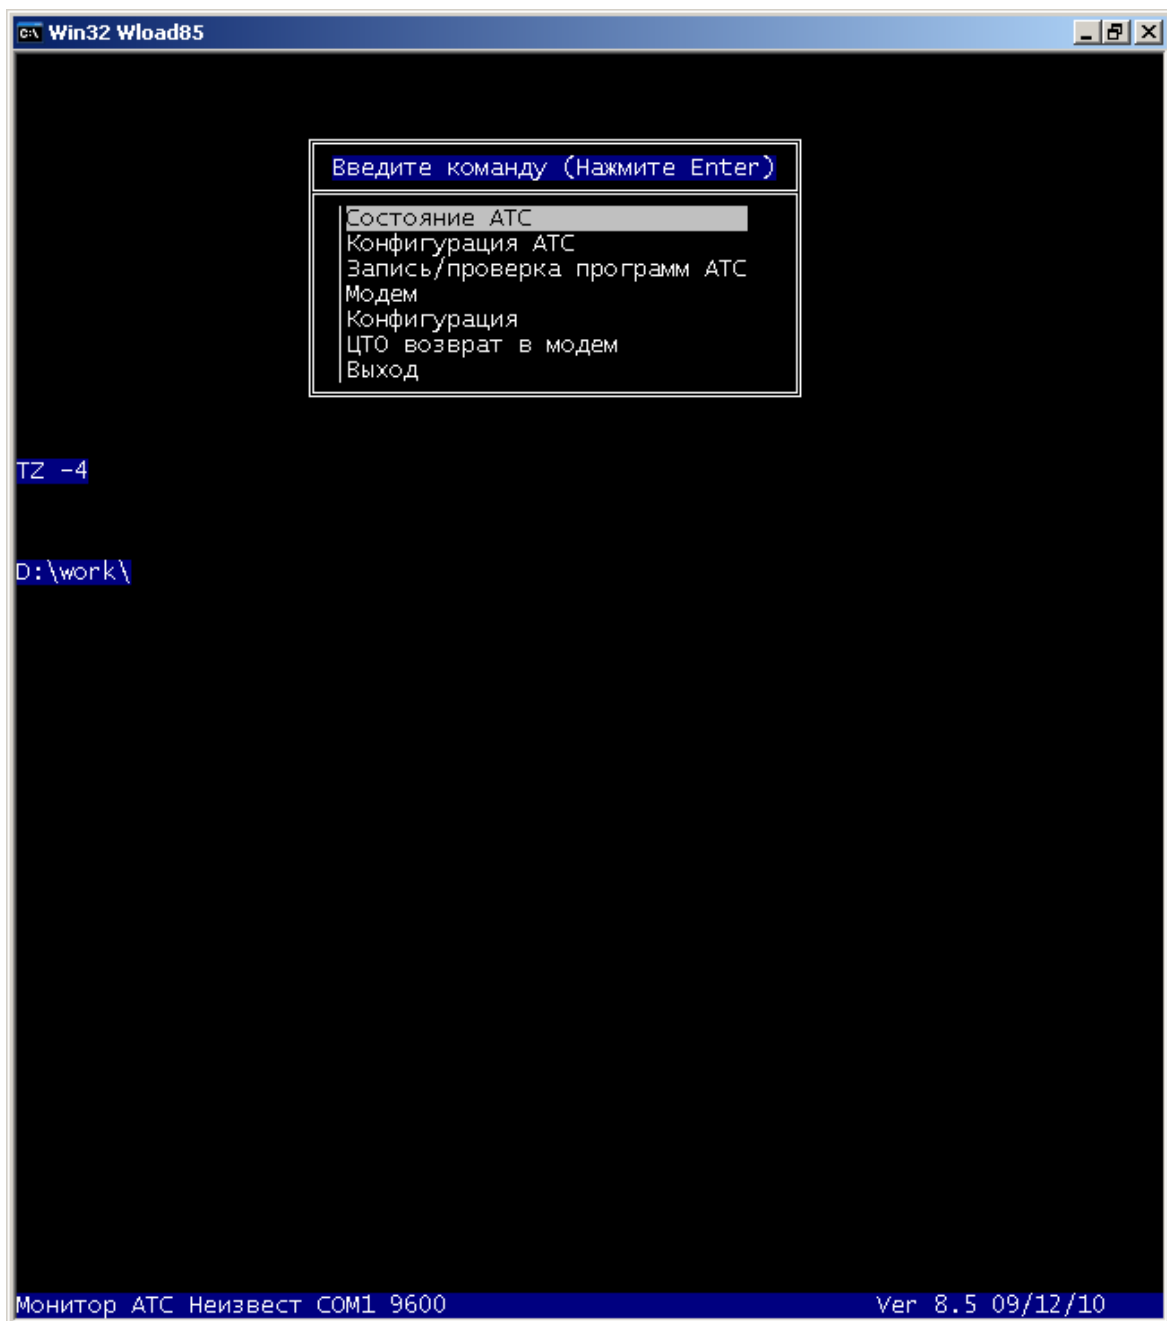 Win32 Wload85
Введите команду (Нажмите Enter)
Состояние АТС
Конфигурация АТС
Запись/проверка программ АТС
Модем
Конфигурация
ЦТО возврат в модем
Выход
TZ -4
D:\work\
Монитор АТС Неизвест COM1 9600 Ver 8.5 09/12/10